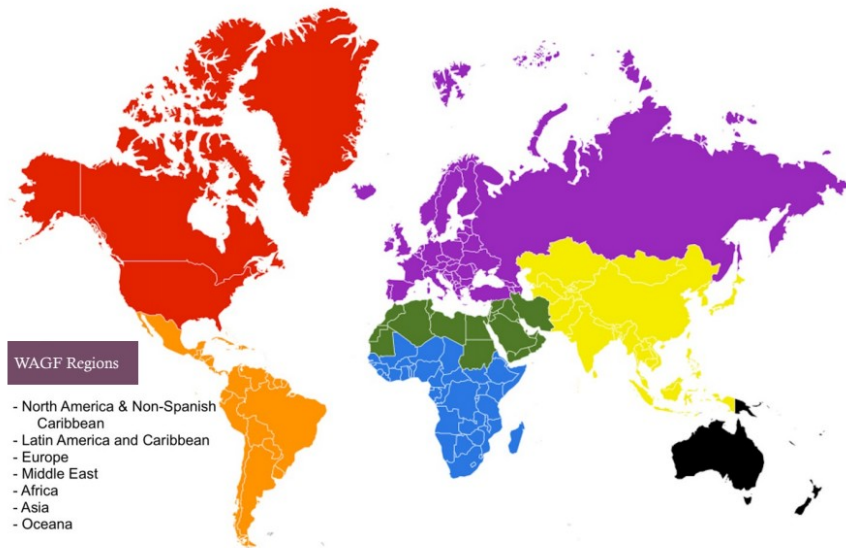 WAGF Regions
- North America & Non-Spanish
Caribbean
- Latin America and Caribbean
- Europe
- Middle East
- Africa
- Asia
- Oceana